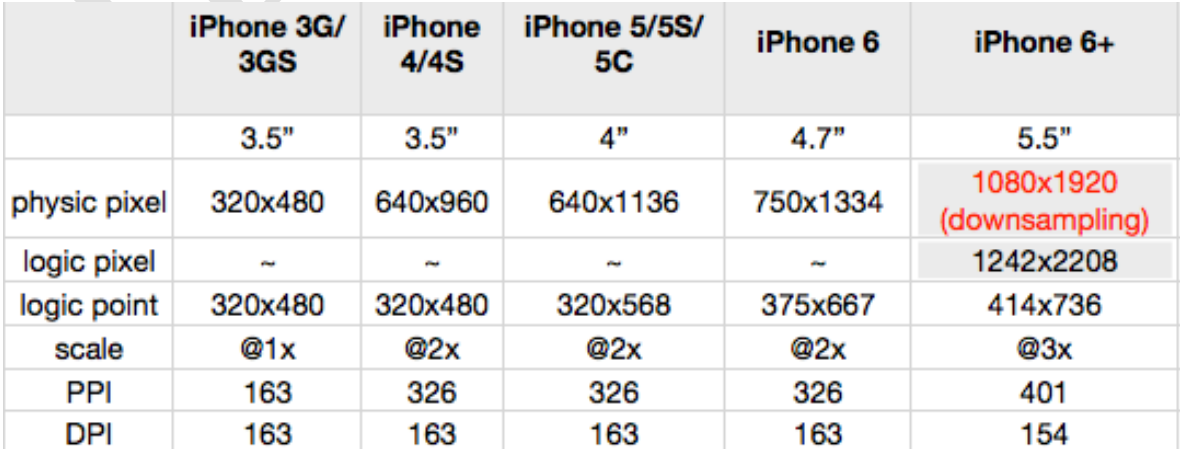 iPhone 3G/ iPhone iPhone 5/5S/ iPhone 6 iPhone 6+
3GS 4/4S 5C
3.5” 3.5” 4” 4.7” 5.5”
physic pixel 320x480 640x960 640x1136 750x1334 1080x1920
(downsampling)
logic pixel ~ ~ ~ ~ 1242x2208
logic point 320x480 320x480 320x568 375x667 414x736
scale @1x @2x @2x @2x @3x
PPI 163 326 326 326 401
DPI 163 163 163 163 154